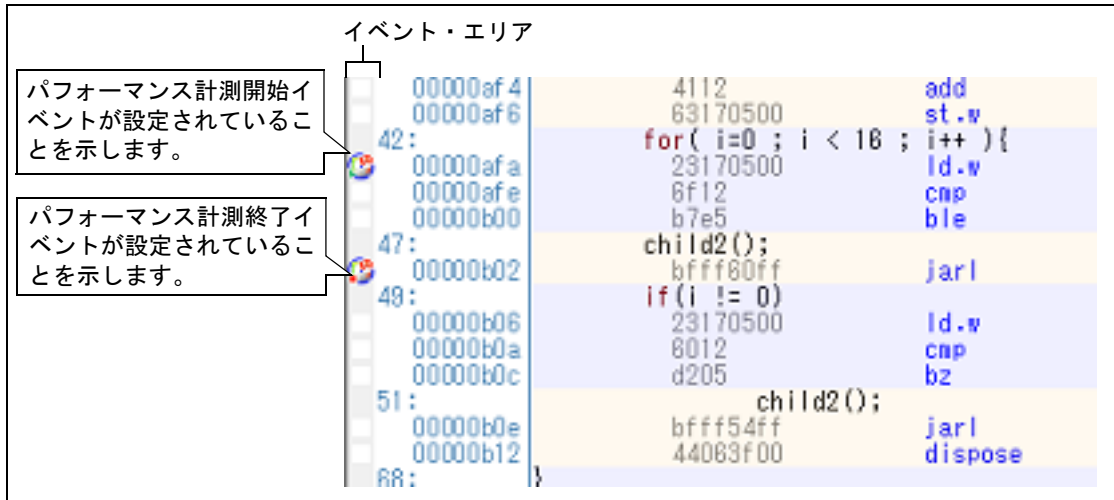 イベント・エリア
パフォーマンス計測開始イ
ベントが設定されているこ
とを示します。
パフォーマンス計測終了イ
ベントが設定されているこ
とを示します。
00000af4 4112 add
00000af6 63170500 st.w
42: for( i=0 ; i < 16 ; i++ ){
00000afa 23170500 ld.w
00000afe 6f12 cmp
00000b00 b7e5 ble
47: child2();
00000b02 bfff60ff jarl
49: if(i != 0)
00000b06 23170500 ld.w
00000b0a 6012 cmp
00000b0c d205 bz
51: child2();
00000b0e bfff54ff jarl
00000b12 44063f00 dispose
68: }